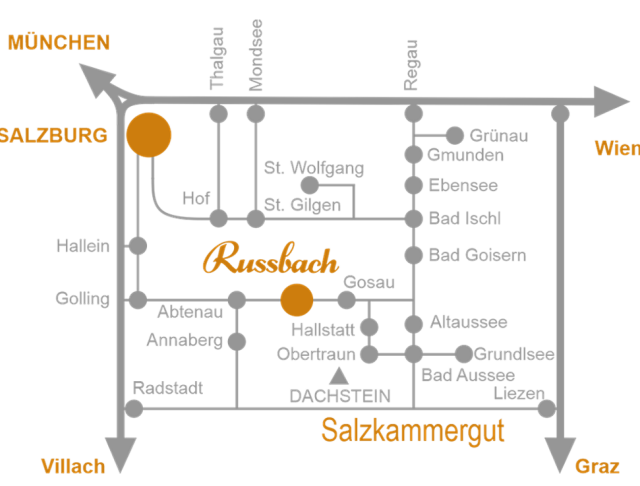 MÜNCHEN
Thalgau
Mondsee
Regau
SALZBURG
Grünau
Wien
Gmunden
St. Wolfgang
Ebensee
Hof
St. Gilgen
Bad Ischl
Hallein
Russbach
Bad Goisern
Gosau
Golling
Abtenau
Altaussee
Hallstatt
Annaberg
Obertraun
Grundlsee
Bad Aussee
Radstadt
DACHSTEIN
Liezen
Salzkammergut
Villach
Graz